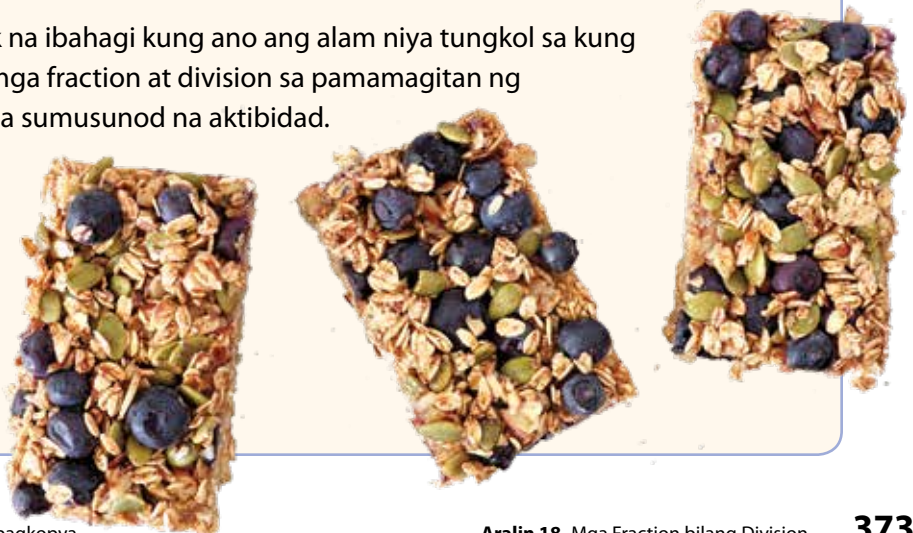 na ibahagi kung ano ang alam niya tungkol sa kung
mga fraction at division sa pamamagitan ng
sumusunod na aktibidad.
Aralin 18 Mga Fraction bilang Division 373